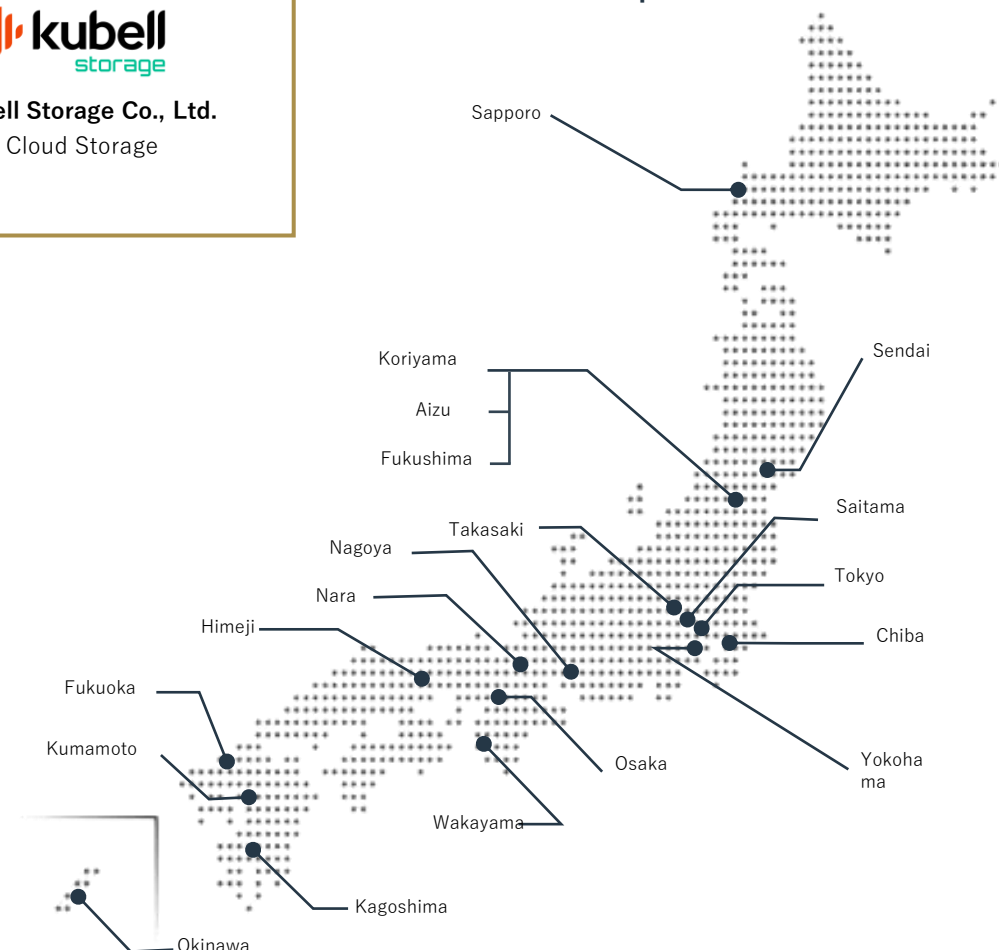 kubell
storage
ell Storage Co., Ltd.
Cloud Storage
Sapporo
Sendai
Koriyama
Aizu
Fukushima
Saitama
Takasaki
Nagoya
Tokyo
Nara
Himeji
Chiba
Fukuoka
Kumamoto
Osaka
Yokoha
ma
Wakayama
Kagoshima
Okinawa